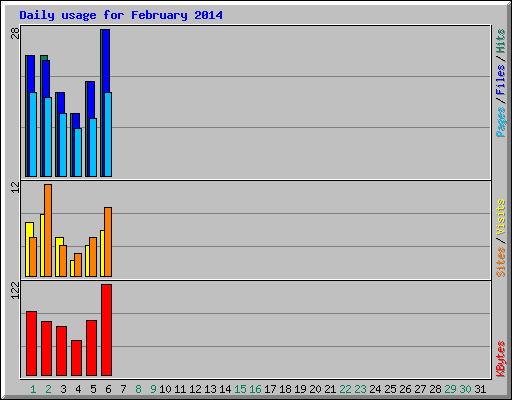 Daily usage for February 2014
28
Pages / Files / Hits
12
Sites / Visits
122
KBytes
1 2 3 4 5 6 7 8 9 10 11 12 13 14 15 16 17 18 19 20 21 22 23 24 25 26 27 28 29 30 31